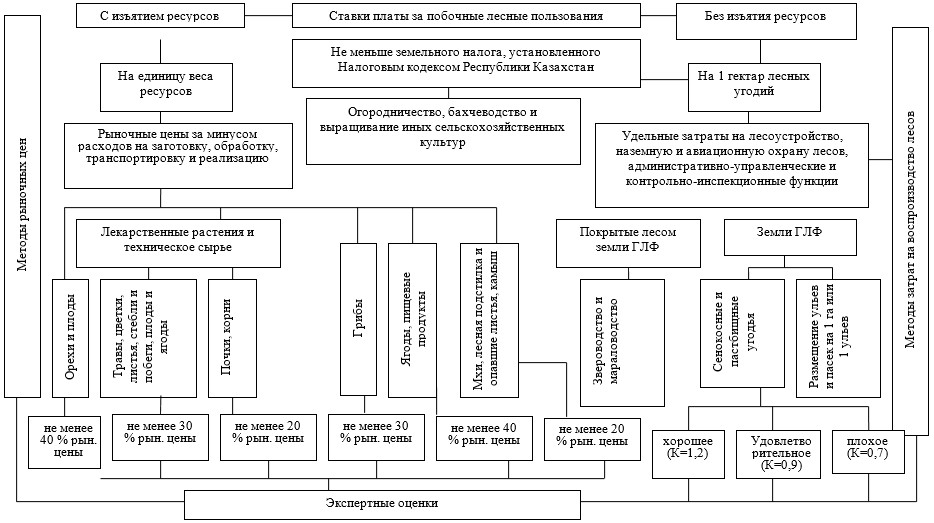 С изъятием ресурсов
Ставки платы за побочные лесные пользования
Без изъятия ресурсов
Методы рыночных цен
На единицу веса
ресурсов
Не меньше земельного налога, установленного
Налоговым кодексом Республики Казахстан
На 1 гектар лесных
угодий
Методы затрат на воспроизводство лесов
Огородничество, бахчеводство и
выращивание иных сельскохозяйственных
культур
Рыночные цены за минусом
расходов на заготовку, обработку,
транспортировку и реализацию
Удельные затраты на лесоустройство,
наземную и авиационную охрану лесов,
административно-управленческие и
контрольно-инспекционные функции
Лекарственные растения и
техническое сырье
Покрытые лесом
земли ГЛФ
Земли ГЛФ
Орехи и плоды
Травы, цветки,
листья, стебли и
побеги, плоды и
ягоды
Почки, корни
Грибы
Ягоды, пищевые
продукты
Мхи, лесная подстилка и
опавшие листья, камыш
Звероводство и
мараловодство
Сенокосные и
пастбищные
угодья
Размещение ульев
и пасек на 1 га или
1 ульев
не менее
40 % рын.
цены
не менее 30
% рын. цены
не менее 20
% рын. цены
не менее 30
% рын. цены
не менее 40
% рын. цены
не менее 20
% рын. цены
хорошее
(К=1,2)
Удовлетво
рительное
(К=0,9)
плохое
(К=0,7)
Экспертные оценки